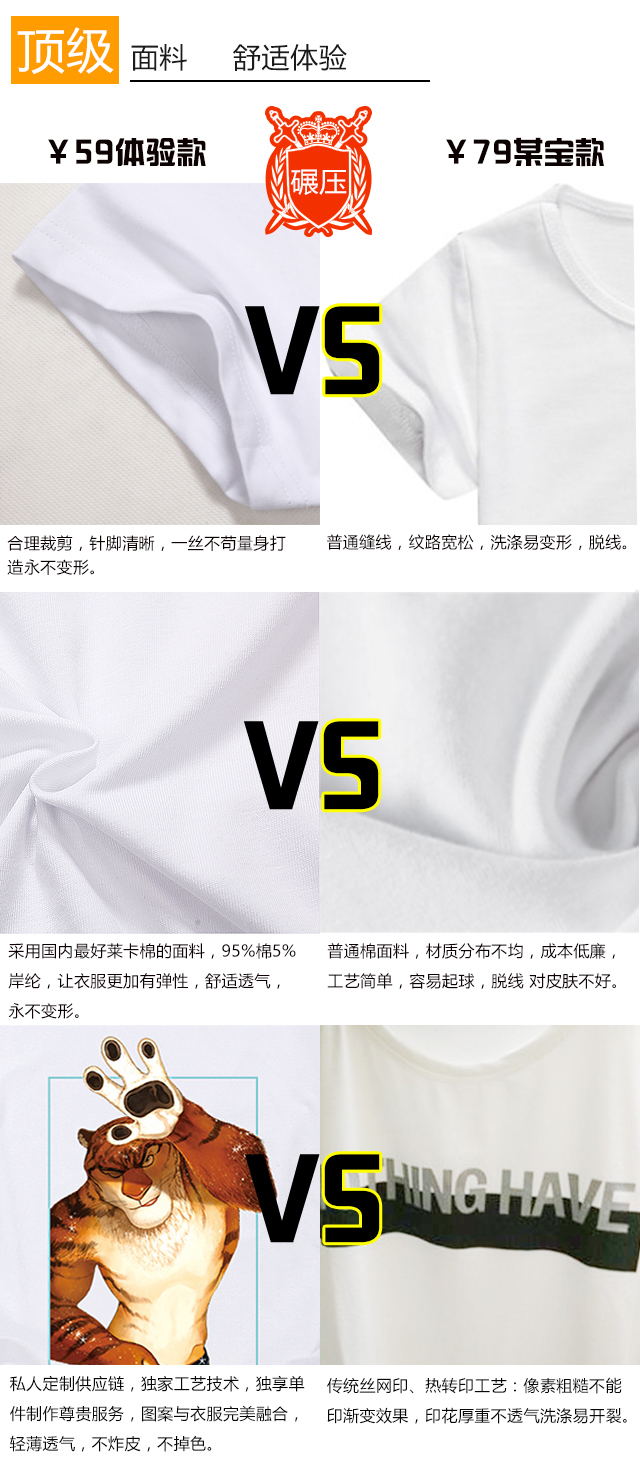 顶级 面料 舒适体验
￥59体验款
碾压
￥79某宝款
VS
合理裁剪，针脚清晰，一丝不苟量身打
造永不变形。
普通缝线，纹路宽松，洗涤易变形，脱线。
VS
采用国内最好莱卡棉的面料，95%棉5%
岸纶，让衣服更加有弹性，舒适透气，
永不变形。
普通棉面料，材质分布不均，成本低廉，
工艺简单，容易起球，脱线 对皮肤不好。
VS
THING HAVE
私人定制供应链，独家工艺技术，独享单
件制作尊贵服务，图案与衣服完美融合，
轻薄透气，不炸皮，不掉色。
传统丝网印、热转印工艺：像素粗糙不能
印渐变效果，印花厚重不透气洗涤易开裂。